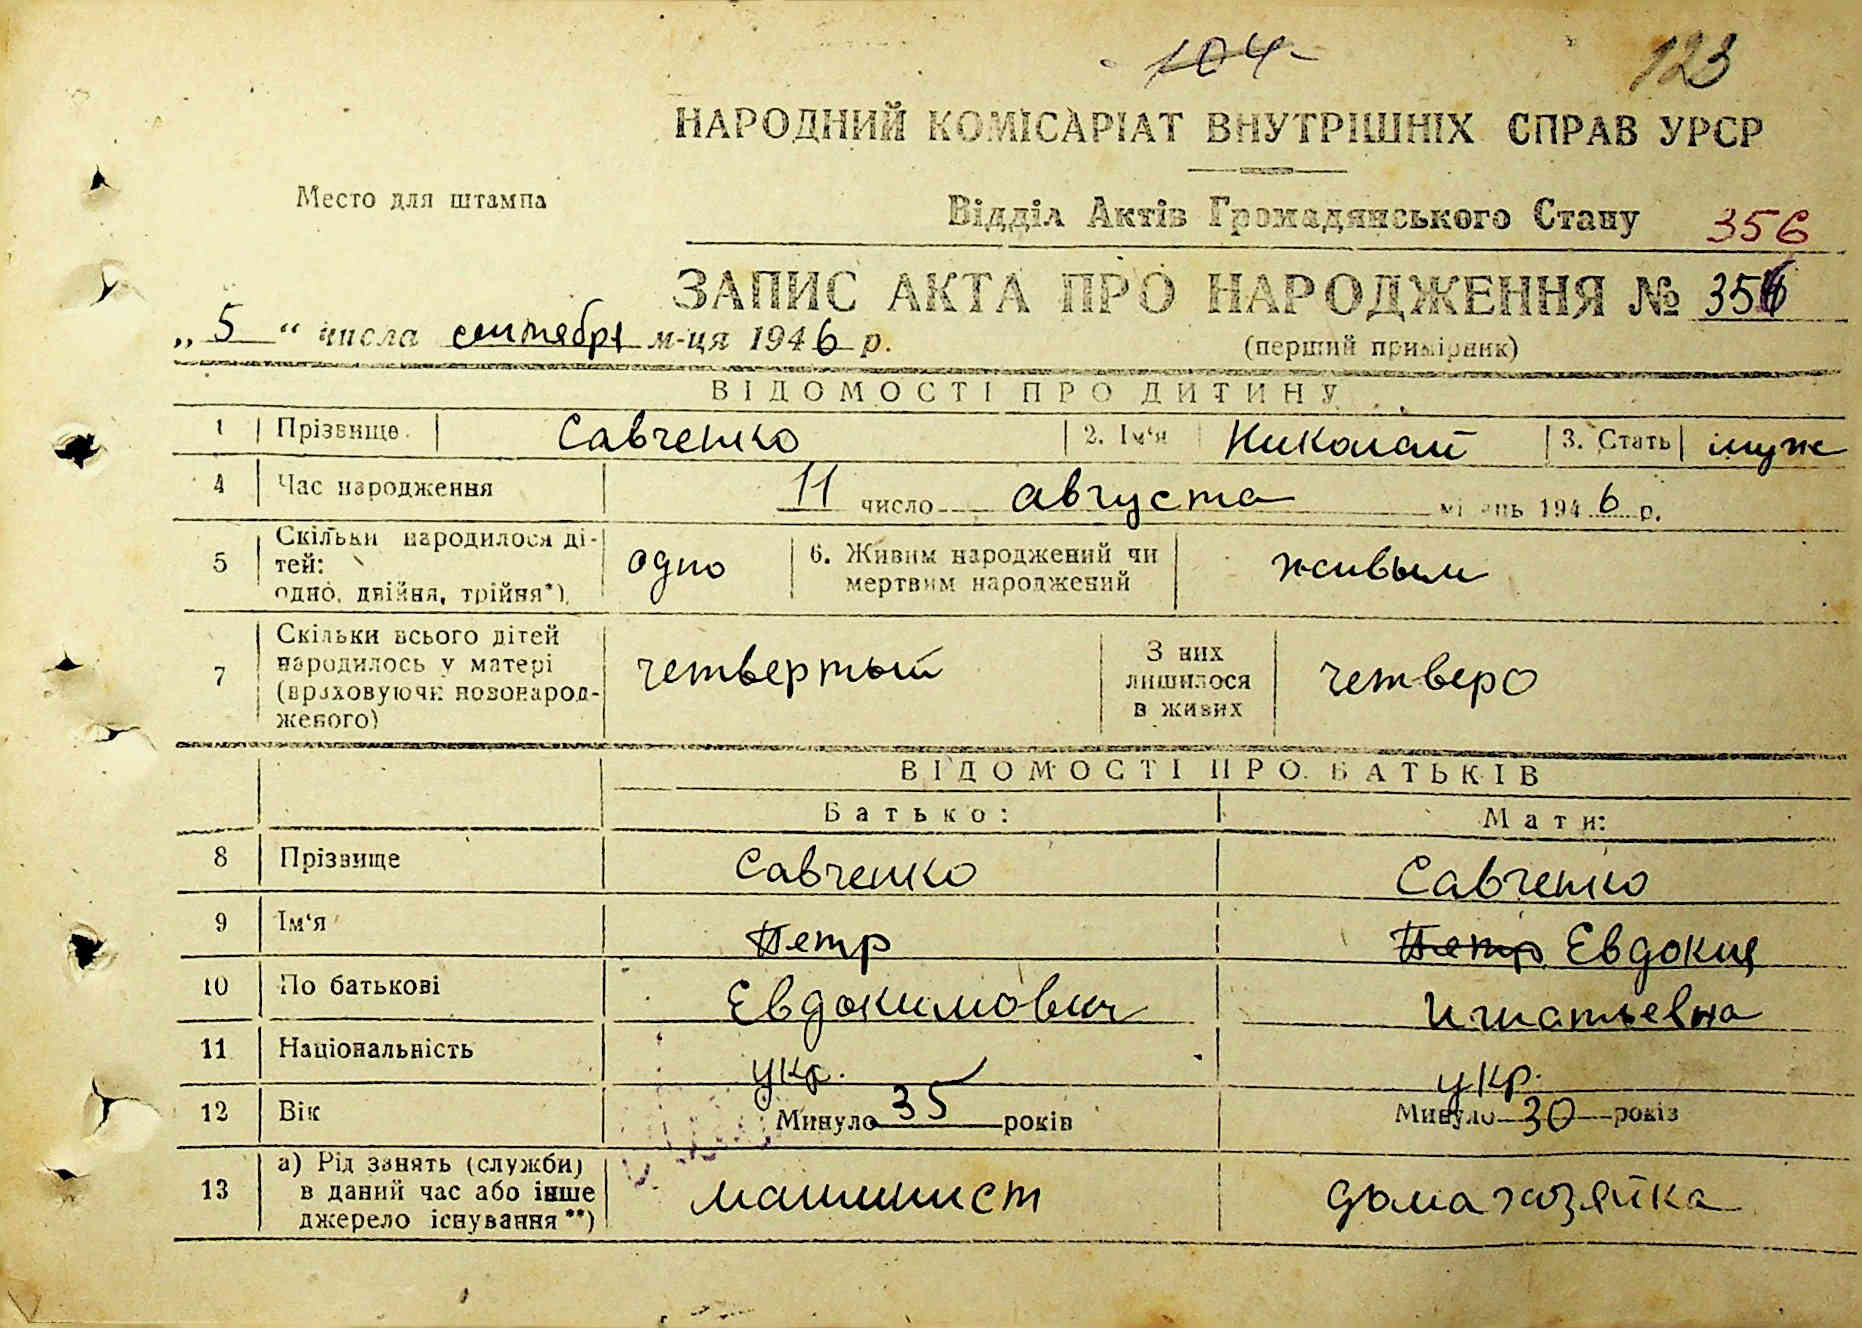 104
123
НАРОДНИЙ КОМІСАРІАТ ВНУТРІШНІХ СПРАВ УРСР
Место для штампа
Відділ Актів Громадянського Стану 356
ЗАПИС АКТА ПРО НАРОДЖЕННЯ № 356
„ 5 “ числа сентября м-ця 1946 р.
(перший примірник)
ВІДОМОСТІ ПРО ДИТИНУ
1 Прізвище Савченко 2. Ім'я Николай 3. Стать муж
4 Час народження 11 число августа місяць 1946 р.
5 Скільки народилося ді-
тей:
одно, двійня, трійня*)
одно
6. Живим народжений чи
мертвим народжений
живым
7 Скільки всього дітей
народилось у матері
(враховуючи новонарод-
женого)
четвертый
З них
лишилося
в живих
четверо
ВІДОМОСТІ ПРО БАТЬКІВ
Батько: Мати:
8 Прізвище Савченко Савченко
9 Ім'я Петр Петр Евдокия
10 По батькові Евдокимович Игнатьевна
11 Національність укр. укр.
12 Вік Минуло 35 років Минуло 30 років
13 а) Рід занять (служби)
в даний час або інше
джерело існування**)
машинист домахозяйка